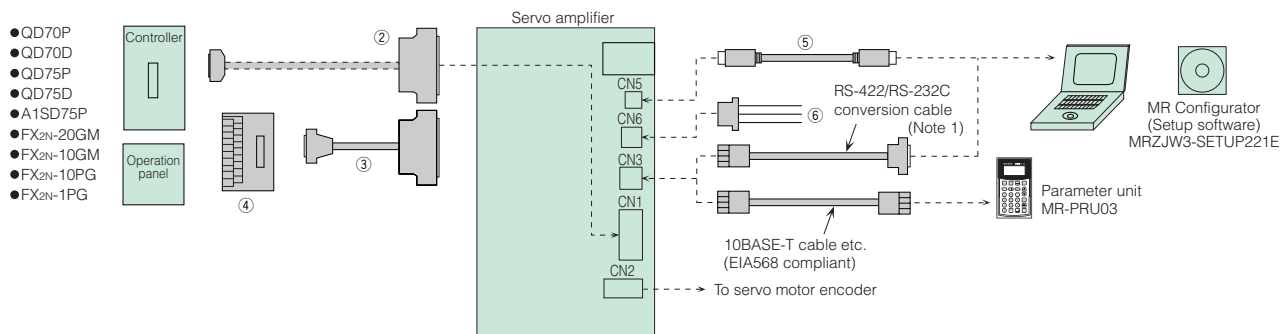 ●QD70P
●QD70D
●QD75P
●QD75D
●A1SD75P
●FX2N-20GM
●FX2N-10GM
●FX2N-10PG
●FX2N-1PG
Controller
Operation
panel
②
③
④
Servo amplifier
CN5
CN6
CN3
CN1
CN2
⑤
RS-422/RS-232C
conversion cable
(Note 1)
⑥
10BASE-T cable etc.
(EIA568 compliant)
To servo motor encoder
MR Configurator
(Setup software)
MRZJW3-SETUP221E
Parameter unit
MR-PRU03